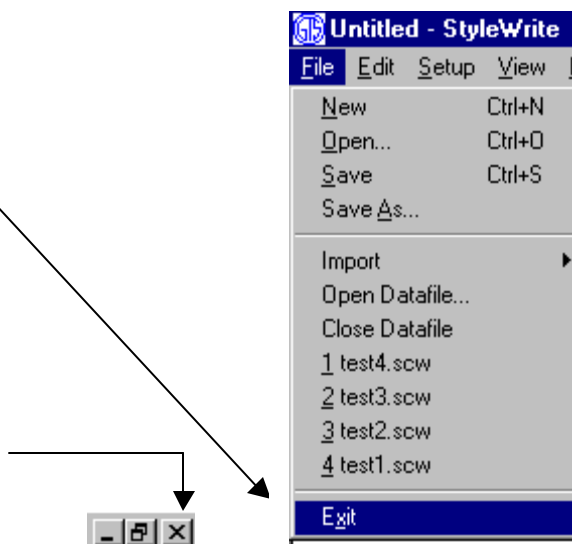 GTS Untitled - StyleWrite
File Edit Setup View
New Ctrl+N
Open... Ctrl+O
Save Ctrl+S
Save As...
Import
Open Datafile...
Close Datafile
1 test4.scw
2 test3.scw
3 test2.scw
4 test1.scw
Exit